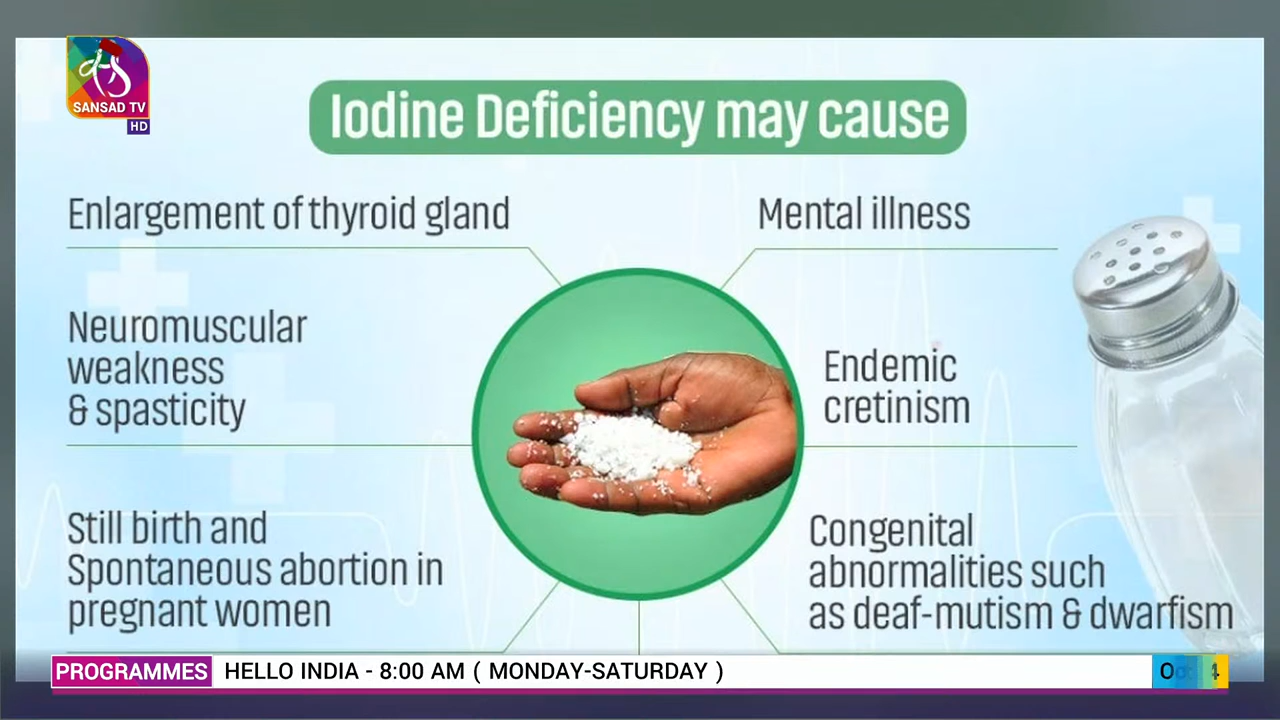 SANSAD TV
HD
Iodine Deficiency may cause
Enlargement of thyroid gland
Mental illness
Neuromuscular
weakness
& spasticity
Endemic
cretinism
Still birth and
Spontaneous abortion in
pregnant women
Congenital
abnormalities such
as deaf-mutism & dwarfism
PROGRAMMES
HELLO INDIA - 8:00 AM ( MONDAY-SATURDAY )